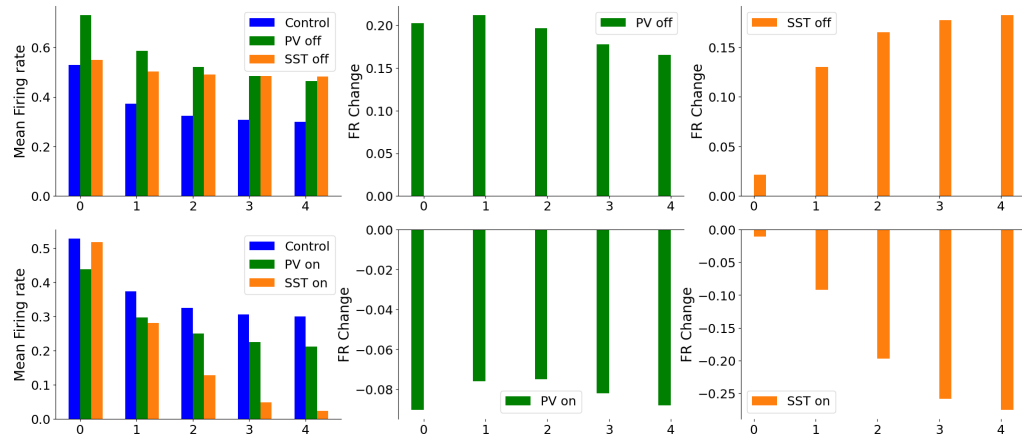 Mean Firing rate
0.6
0.4
0.2
0.0
0 1 2 3 4
Control
PV off
SST off
FR Change
0.20
0.15
0.10
0.05
0.00
0 1 2 3 4
PV off
FR Change
0.15
0.10
0.05
0.00
0 1 2 3 4
SST off
Mean Firing rate
0.5
0.4
0.3
0.2
0.1
0.0
0 1 2 3 4
Control
PV on
SST on
FR Change
0.00
−0.02
−0.04
−0.06
−0.08
0 1 2 3 4
PV on
FR Change
0.00
−0.05
−0.10
−0.15
−0.20
−0.25
0 1 2 3 4
SST on